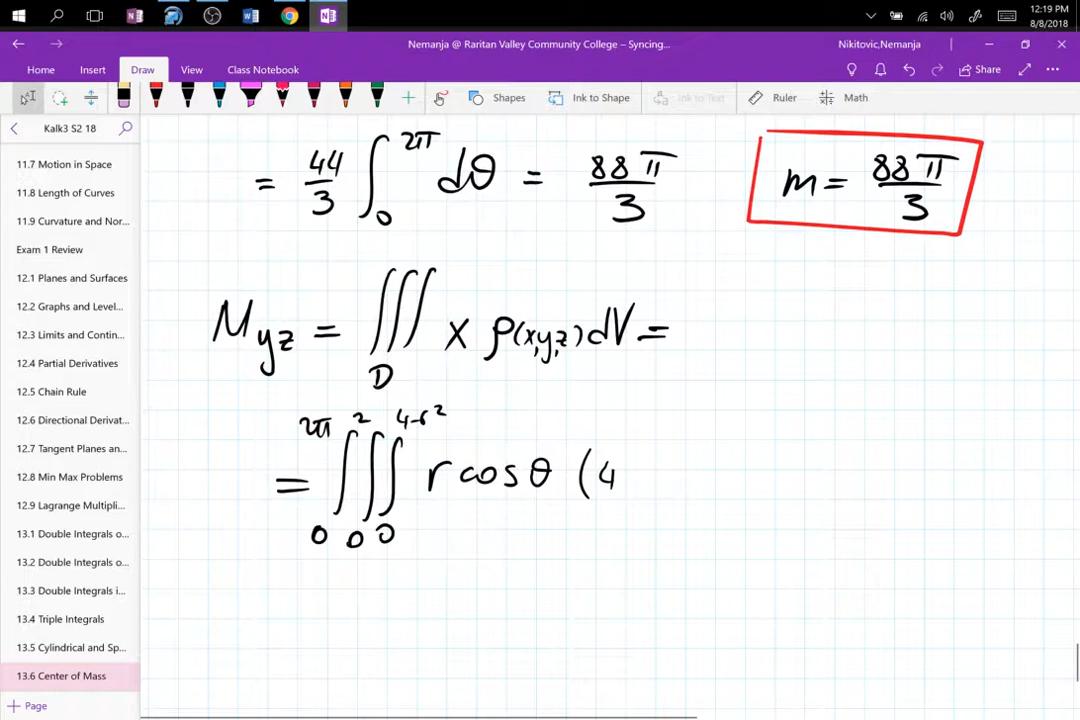 12:19 PM
8/8/2018
Nemanja @ Raritan Valley Community College – Syncing...
Nikitovic,Nemanja
Home Insert Draw View Class Notebook
Share
Shapes Ink to Shape Ink to Text Ruler Math
Kalk3 S2 18
11.7 Motion in Space
11.8 Length of Curves
11.9 Curvature and Nor...
Exam 1 Review
12.1 Planes and Surfaces
12.2 Graphs and Level...
12.3 Limits and Contin...
12.4 Partial Derivatives
12.5 Chain Rule
12.6 Directional Derivat...
12.7 Tangent Planes an...
12.8 Min Max Problems
12.9 Lagrange Multipli...
13.1 Double Integrals o...
13.2 Double Integrals o...
13.3 Double Integrals i...
13.4 Triple Integrals
13.5 Cylindrical and Sp...
13.6 Center of Mass
+ Page
= 44/3 ∫₀^2π dθ = 88π/3
m = 88π/3
M_yz = ∭_D x ρ(x,y,z) dV =
= ∫₀^2π ∫₀^2 ∫₀^4-r² r cos θ (4